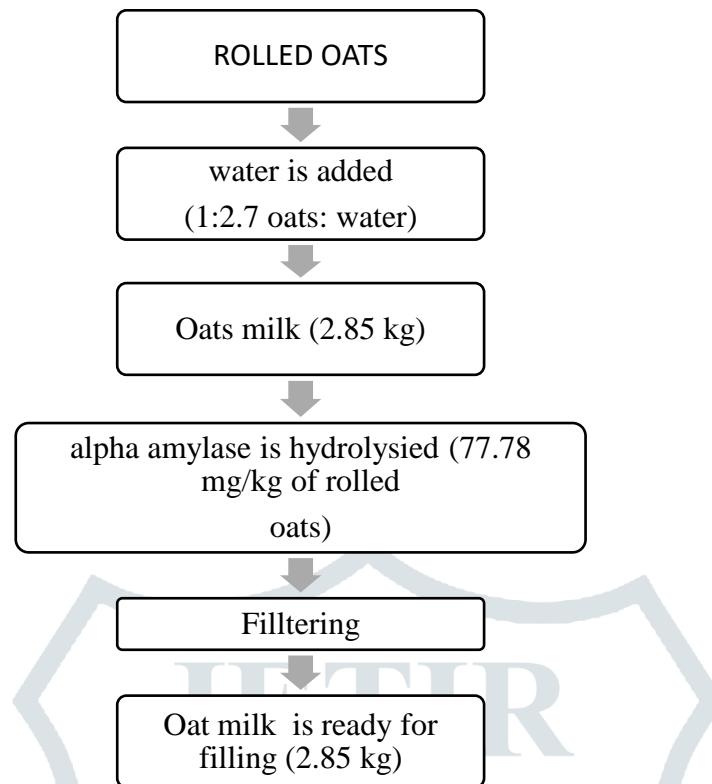 ROLLED OATS
water is added
(1:2.7 oats: water)
Oats milk (2.85 kg)
alpha amylase is hydrolysied (77.78
mg/kg of rolled
oats)
Filltering
JETIR
Oat milk  is ready for
filling (2.85 kg)